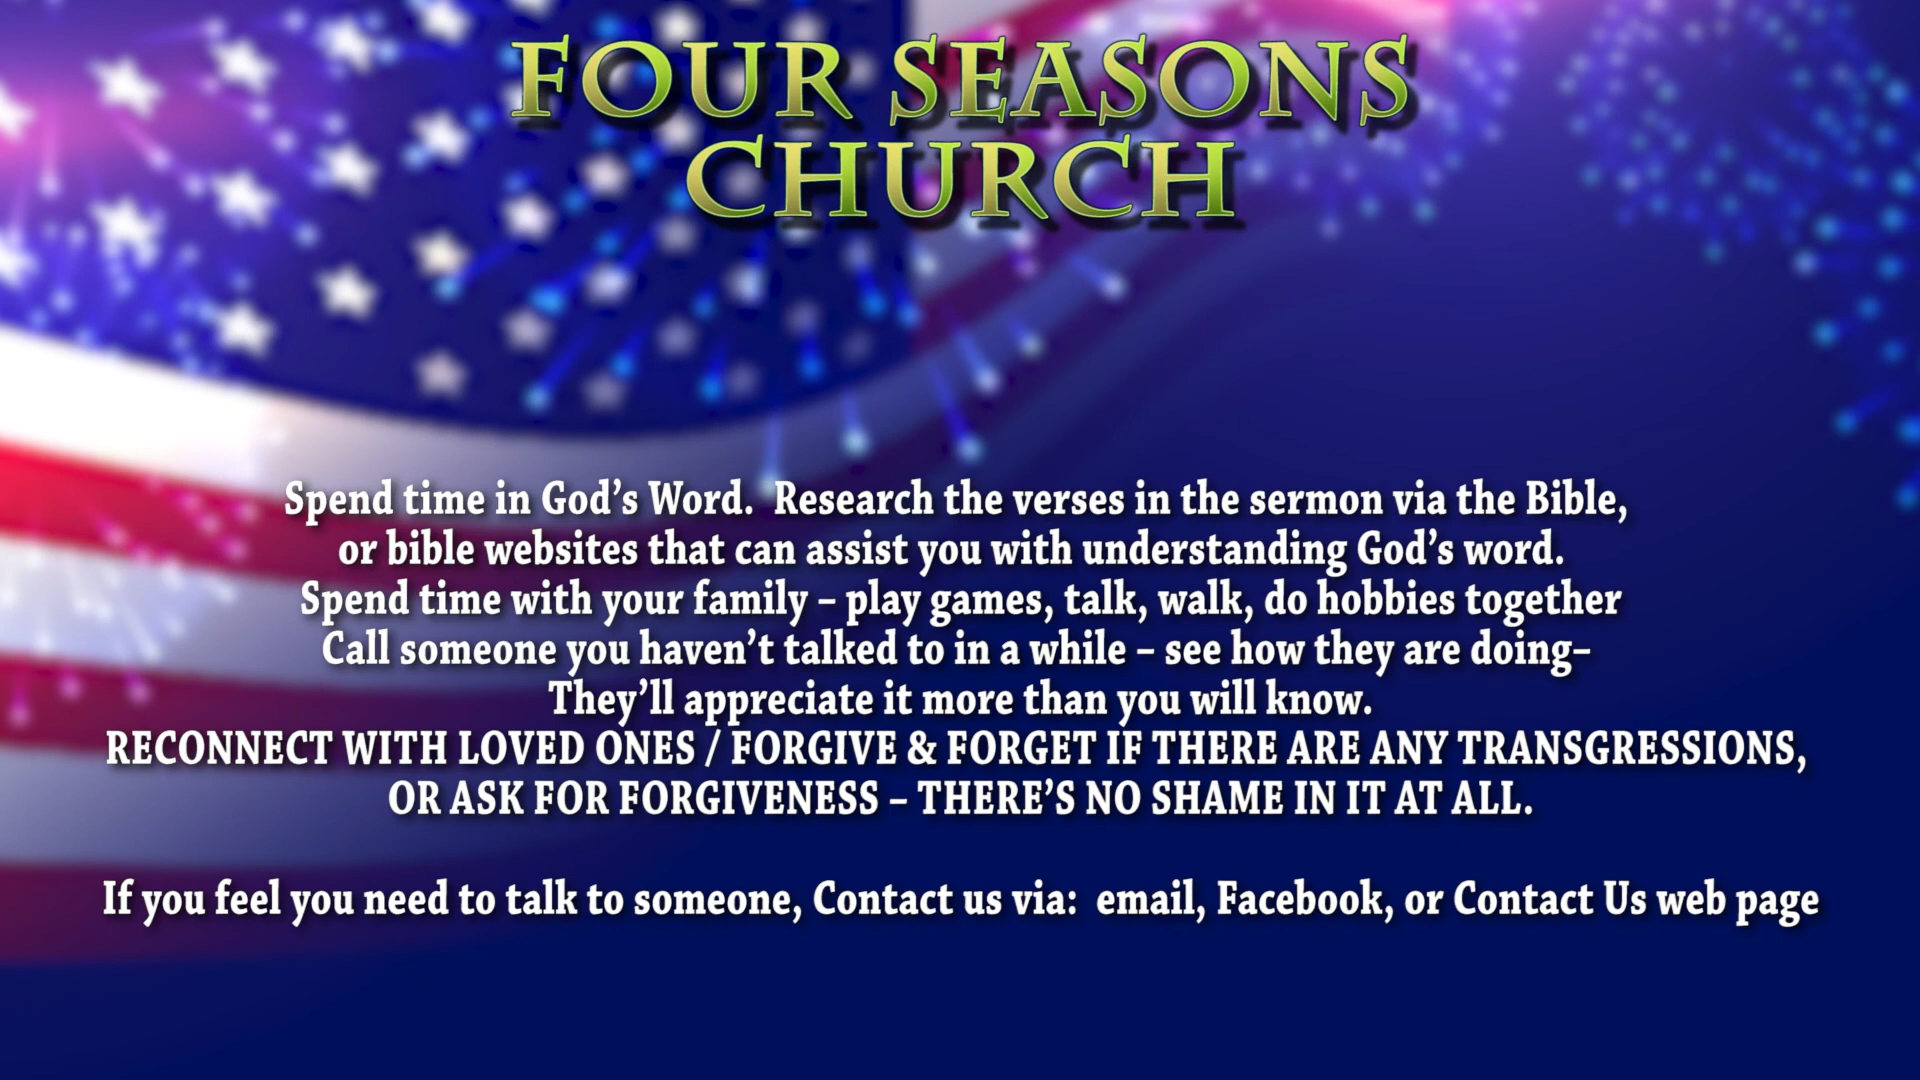 FOUR SEASONS
CHURCH
Spend time in God’s Word.  Research the verses in the sermon via the Bible,
or bible websites that can assist you with understanding God’s word.
Spend time with your family – play games, talk, walk, do hobbies together
Call someone you haven’t talked to in a while – see how they are doing–
They’ll appreciate it more than you will know.
RECONNECT WITH LOVED ONES / FORGIVE & FORGET IF THERE ARE ANY TRANSGRESSIONS,
OR ASK FOR FORGIVENESS – THERE’S NO SHAME IN IT AT ALL.
If you feel you need to talk to someone, Contact us via:  email, Facebook, or Contact Us web page